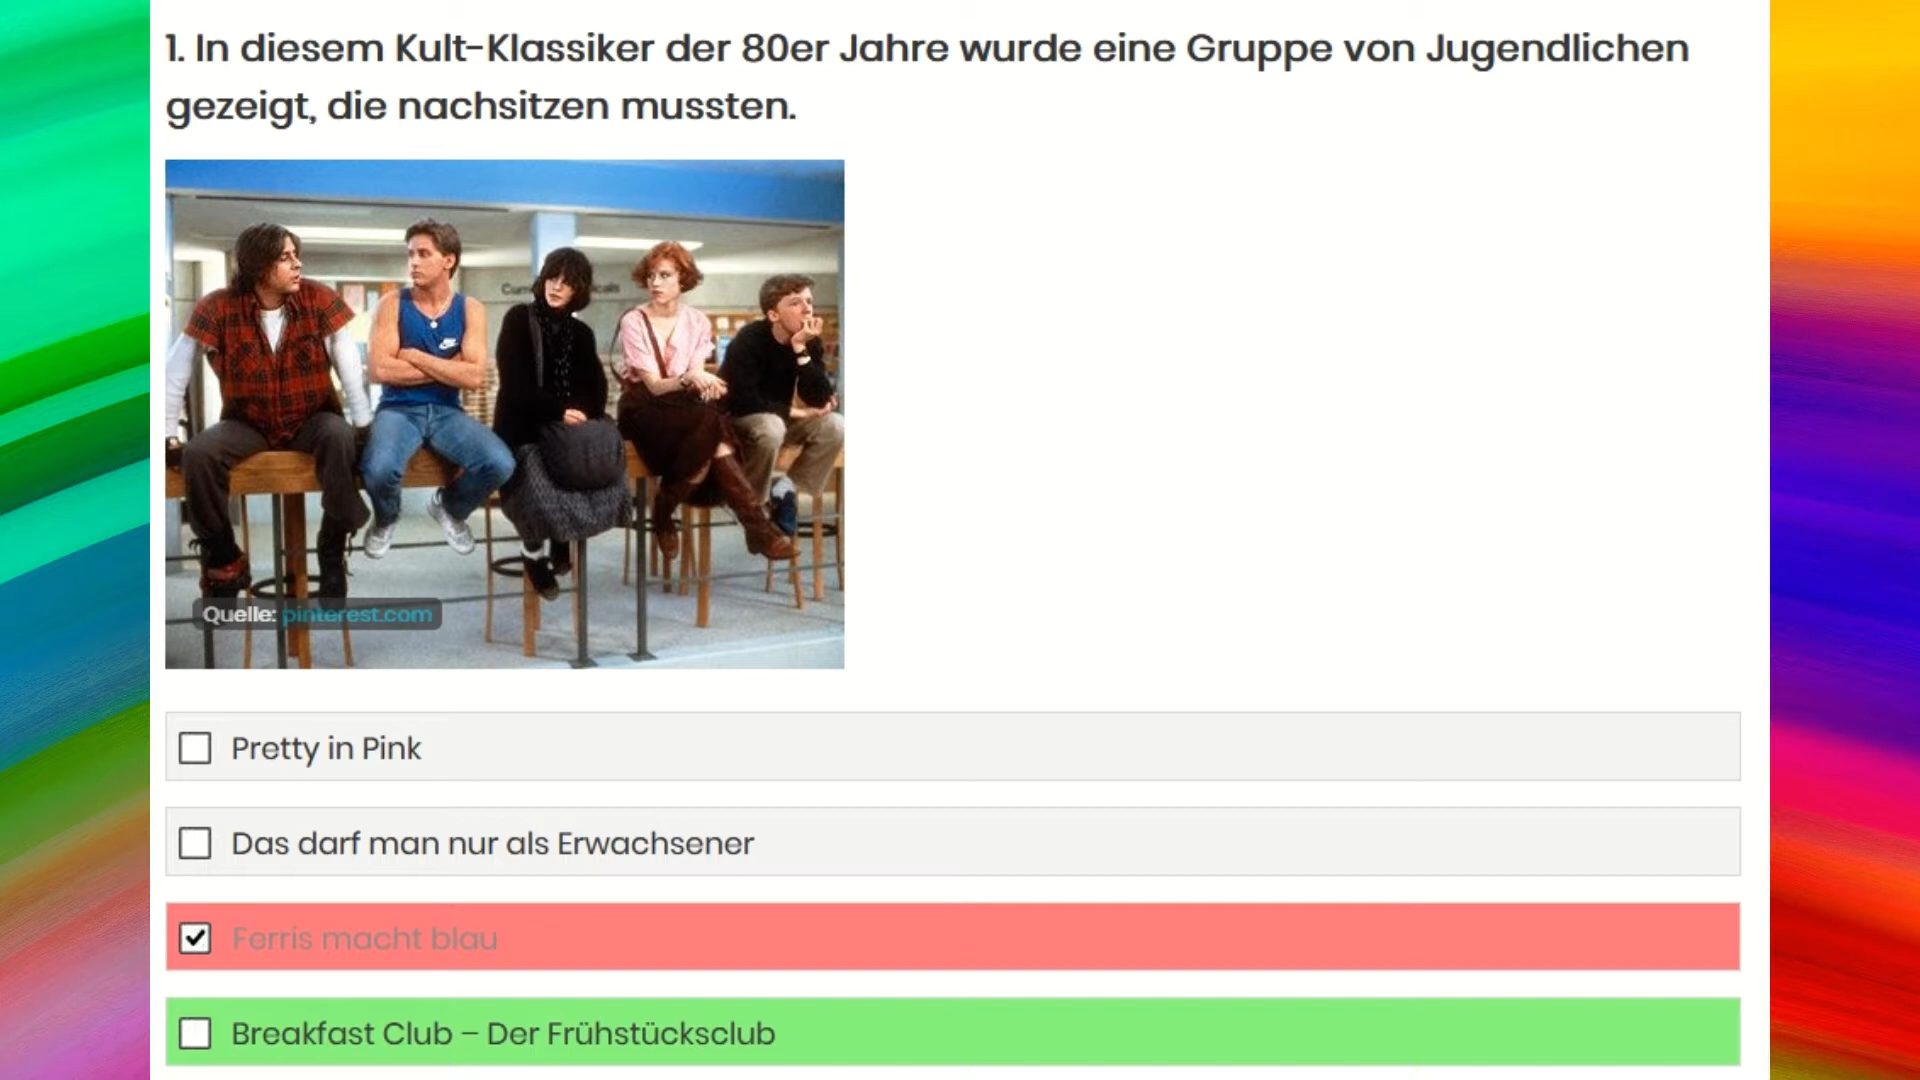 1. In diesem Kult-Klassiker der 80er Jahre wurde eine Gruppe von Jugendlichen
gezeigt, die nachsitzen mussten.
Quelle: pinterest.com
Pretty in Pink
Das darf man nur als Erwachsener
Ferris macht blau
Breakfast Club – Der Frühstücksclub